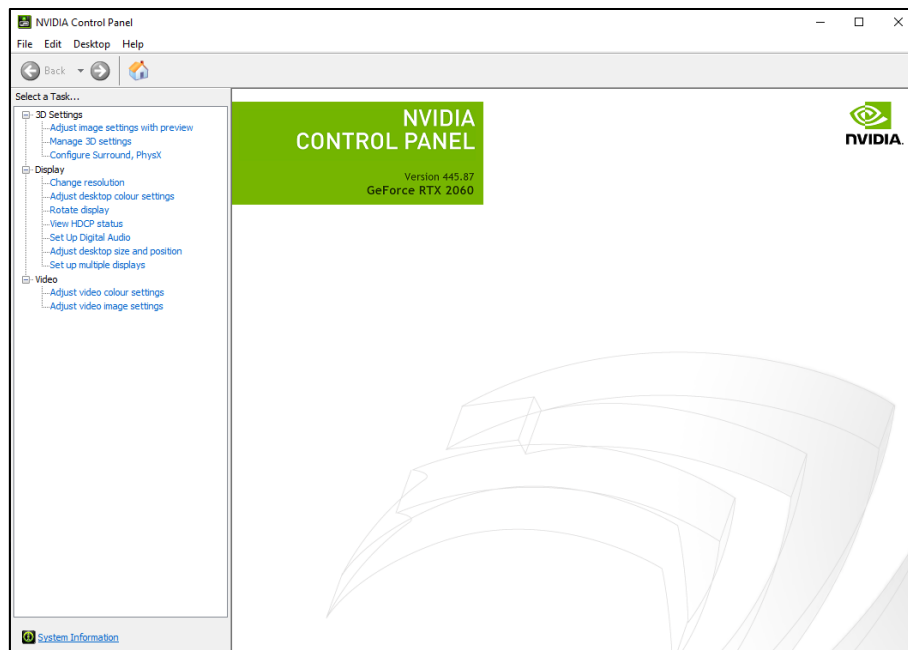 NVIDIA Control Panel
File Edit Desktop Help
Back
Select a Task...
3D Settings
Adjust image settings with preview
Manage 3D settings
Configure Surround, PhysX
Display
Change resolution
Adjust desktop colour settings
Rotate display
View HDCP status
Set Up Digital Audio
Adjust desktop size and position
Set up multiple displays
Video
Adjust video colour settings
Adjust video image settings
System Information
NVIDIA
CONTROL PANEL
Version 445.87
GeForce RTX 2060
NVIDIA.